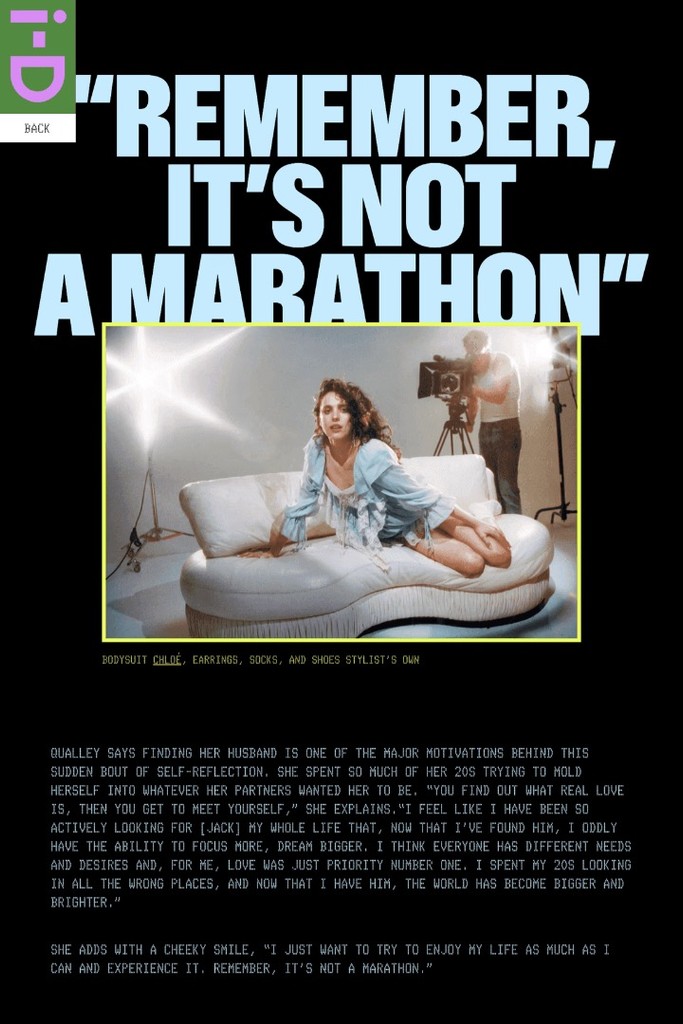 i-D
BACK
"REMEMBER,
IT'S NOT
A MARATHON"
BODYSUIT CHLOÉ, EARRINGS, SOCKS, AND SHOES STYLIST'S OWN
QUALLEY SAYS FINDING HER HUSBAND IS ONE OF THE MAJOR MOTIVATIONS BEHIND THIS
SUDDEN BOUT OF SELF-REFLECTION. SHE SPENT SO MUCH OF HER 20S TRYING TO MOLD
HERSELF INTO WHATEVER HER PARTNERS WANTED HER TO BE. "YOU FIND OUT WHAT REAL LOVE
IS, THEN YOU GET TO MEET YOURSELF," SHE EXPLAINS."I FEEL LIKE I HAVE BEEN SO
ACTIVELY LOOKING FOR [JACK] MY WHOLE LIFE THAT, NOW THAT I'VE FOUND HIM, I ODDLY
HAVE THE ABILITY TO FOCUS MORE, DREAM BIGGER. I THINK EVERYONE HAS DIFFERENT NEEDS
AND DESIRES AND, FOR ME, LOVE WAS JUST PRIORITY NUMBER ONE. I SPENT MY 20S LOOKING
IN ALL THE WRONG PLACES, AND NOW THAT I HAVE HIM, THE WORLD HAS BECOME BIGGER AND
BRIGHTER."
SHE ADDS WITH A CHEEKY SMILE, "I JUST WANT TO TRY TO ENJOY MY LIFE AS MUCH AS I
CAN AND EXPERIENCE IT. REMEMBER, IT'S NOT A MARATHON."